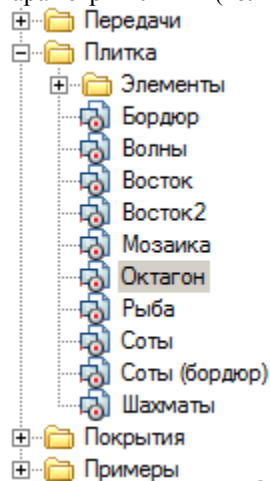 Передачи
Плитка
Элементы
Бордюр
Волны
Восток
Восток2
Мозаика
Октагон
Рыба
Соты
Соты (бордюр)
Шахматы
Покрытия
Примеры